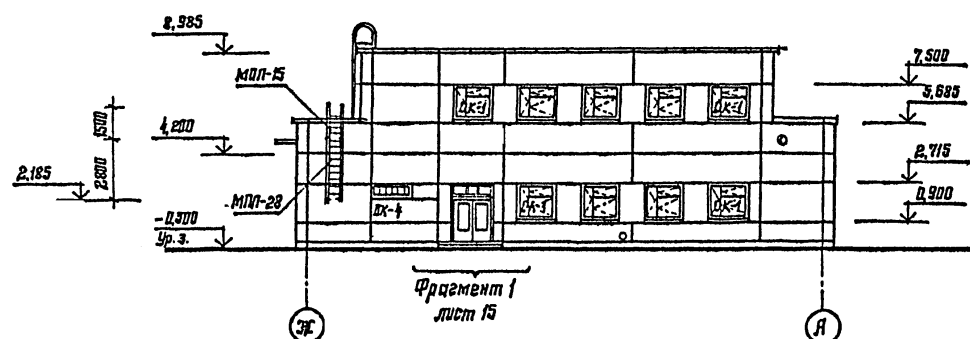 8,985
МПЛ-15
1500
4,200
2800
2,185
МПЛ-28
-0,300
Ур. з.
ОК-1
ОК-1
ОК-4
ОК-1
7,500
5,685
2,715
0,900
Фрагмент 1
лист 15
Ж
А